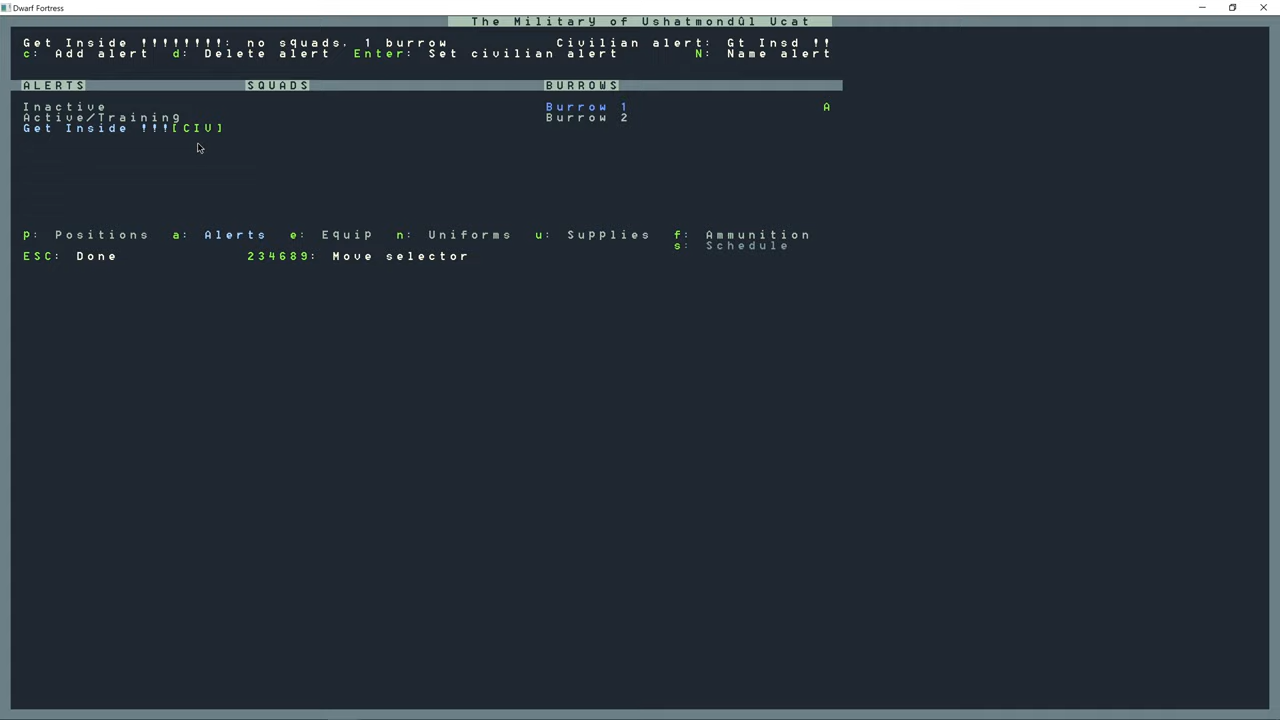 Dwarf Fortress
The Military of Ushatmondûl Ucat
Get Inside !!!!!!!!: no squads, 1 burrow Civilian alert: Gt Insd !!
c: Add alert d: Delete alert Enter: Set civilian alert N: Name alert
ALERTS SQUADS BURROWS
Inactive Burrow 1 A
Active/Training Burrow 2
Get Inside !!![CIV]
p: Positions a: Alerts e: Equip n: Uniforms u: Supplies f: Ammunition
s: Schedule
ESC: Done 234689: Move selector